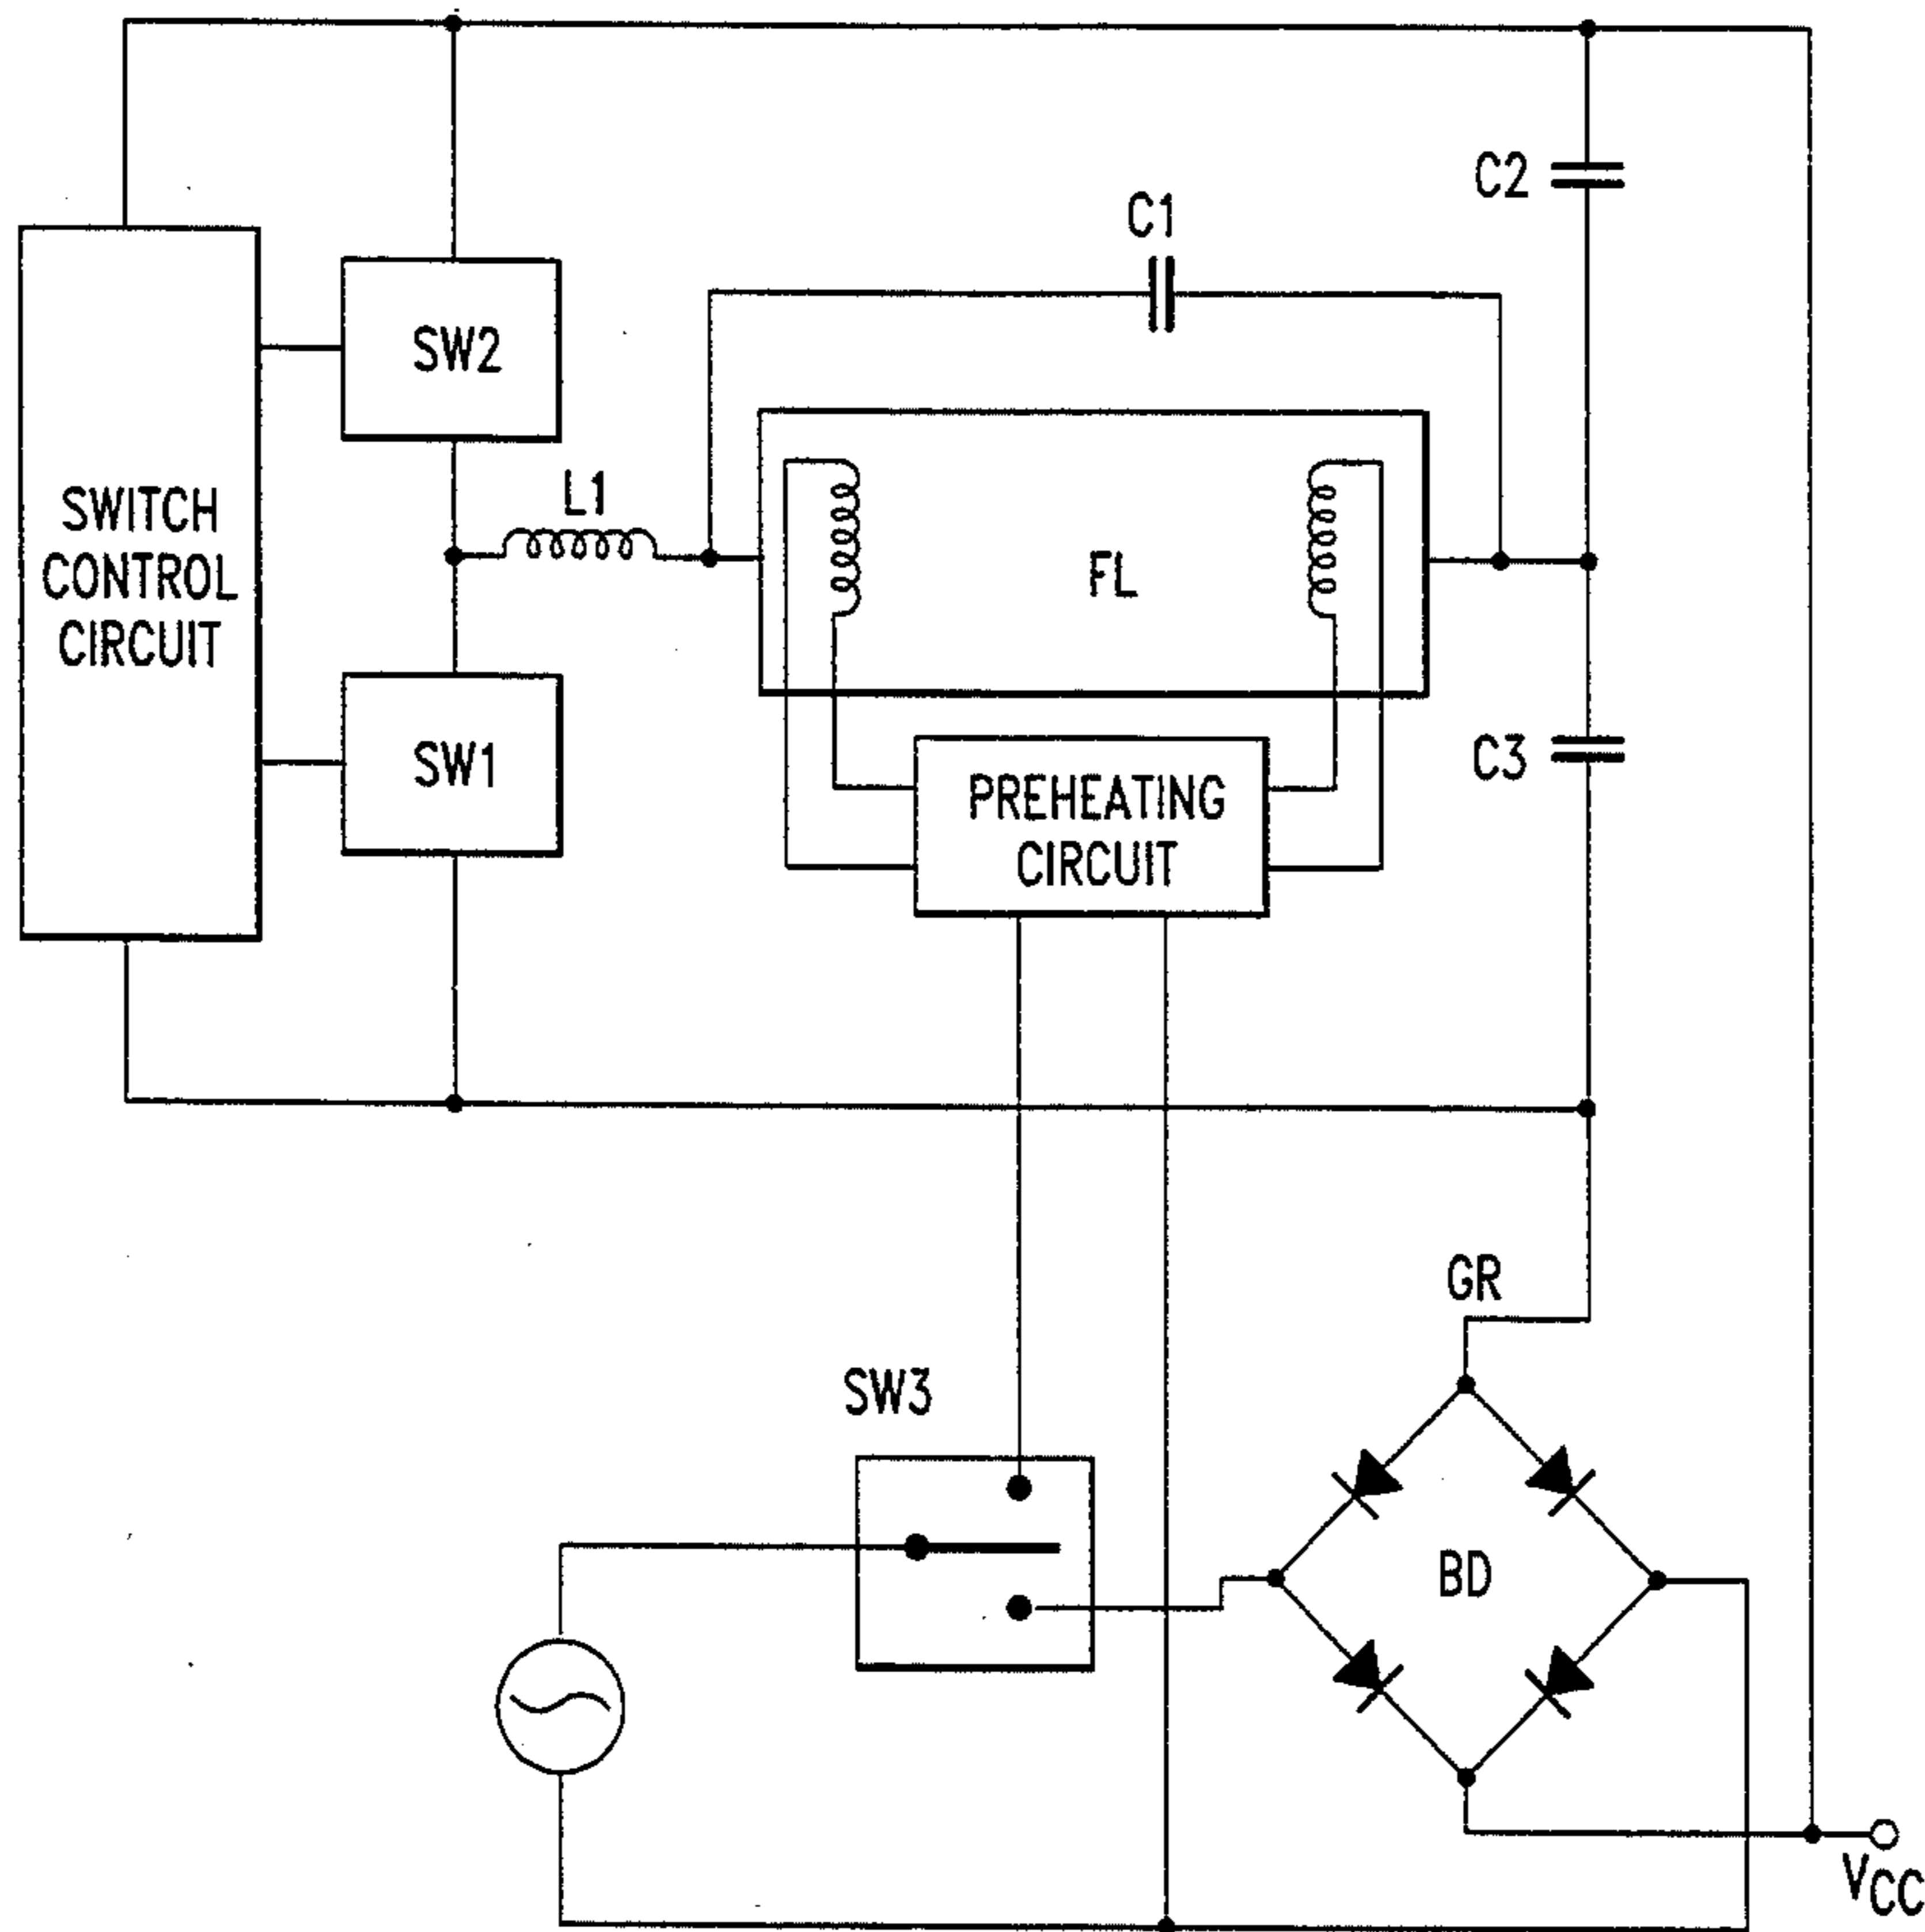 C2
C1
SW2
SWITCH
CONTROL
CIRCUIT
L1
FL
SW1
PREHEATING
CIRCUIT
C3
GR
SW3
BD
VCC